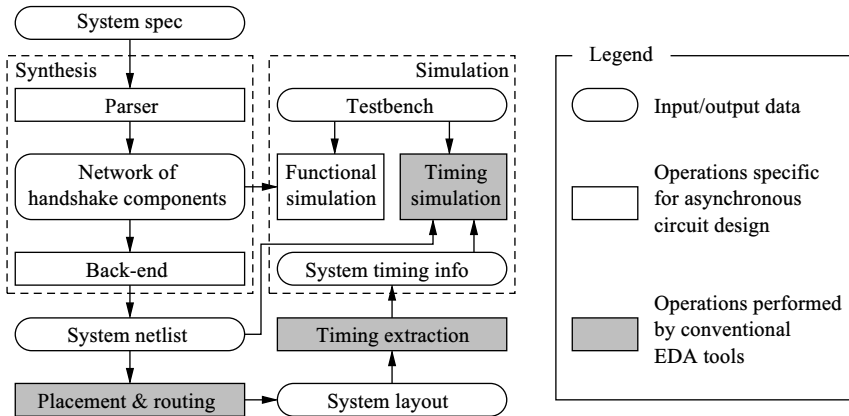 System spec
Synthesis
Parser
Network of
handshake components
Back-end
System netlist
Placement & routing
Simulation
Testbench
Functional
simulation
Timing
simulation
System timing info
Timing extraction
System layout
Legend
Input/output data
Operations specific
for asynchronous
circuit design
Operations performed
by conventional
EDA tools